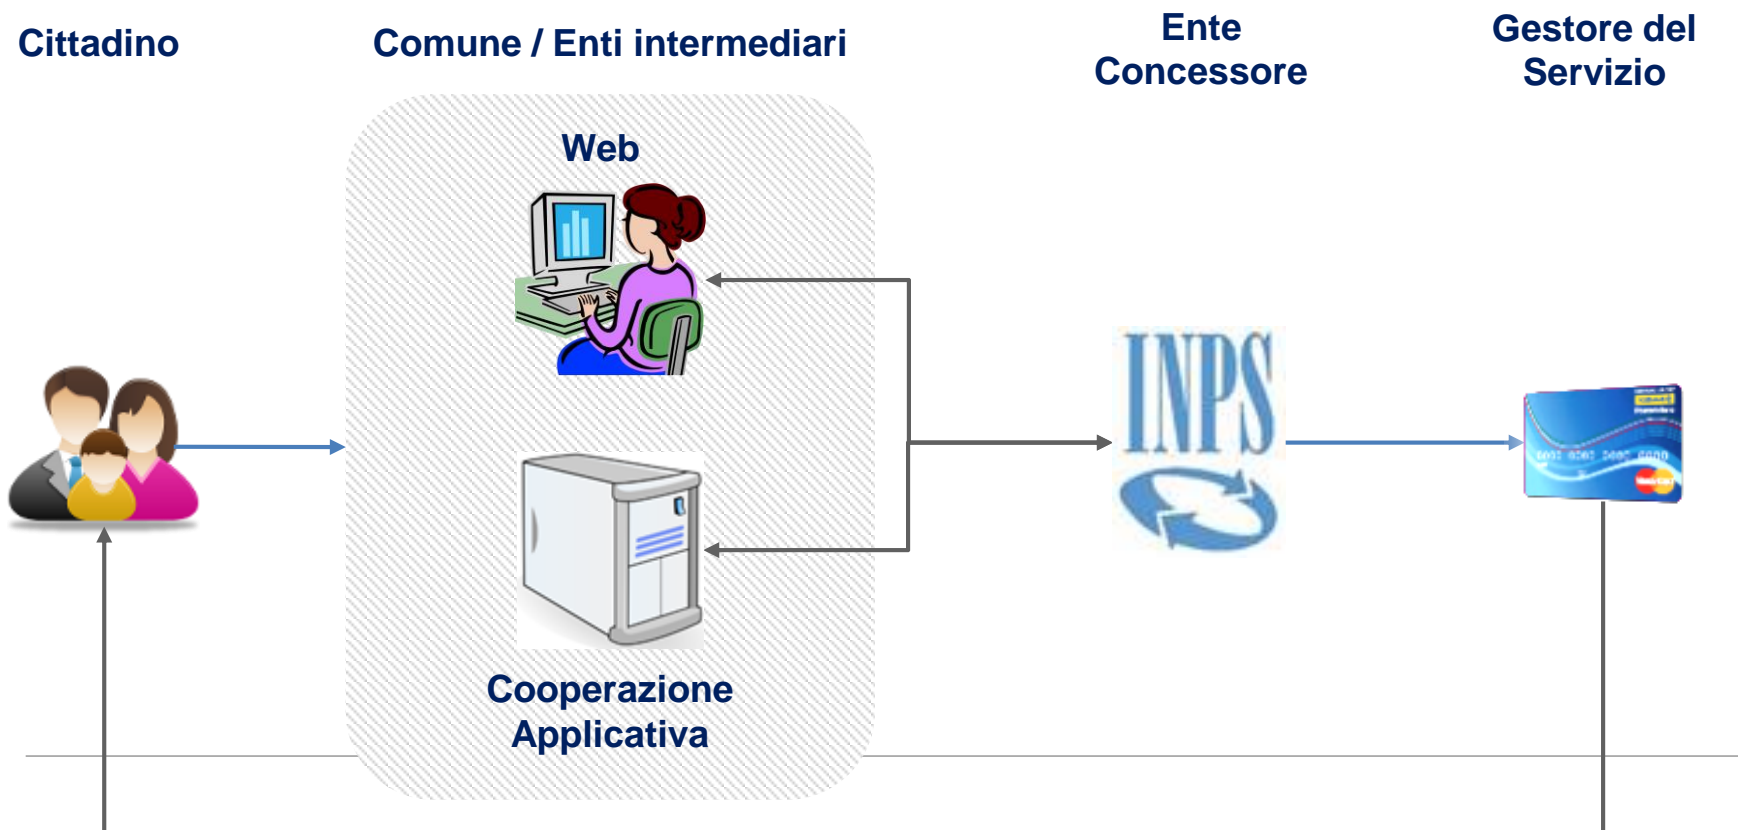 Cittadino
Comune / Enti intermediari
Ente
Concessore
Gestore del
Servizio
Web
INPS
Cooperazione
Applicativa